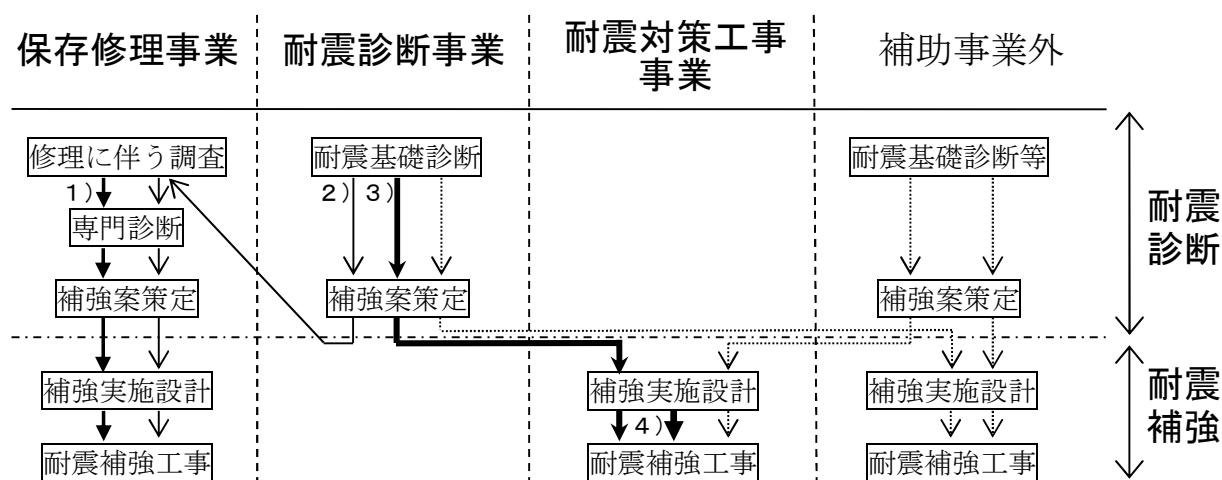 保存修理事業
耐震診断事業
耐震対策工事
事業
補助事業外
修理に伴う調査
耐震基礎診断
耐震基礎診断等
1)
2)
3)
専門診断
耐震
診断
補強案策定
補強案策定
補強案策定
補強実施設計
補強実施設計
補強実施設計
耐震
補強
4)
耐震補強工事
耐震補強工事
耐震補強工事